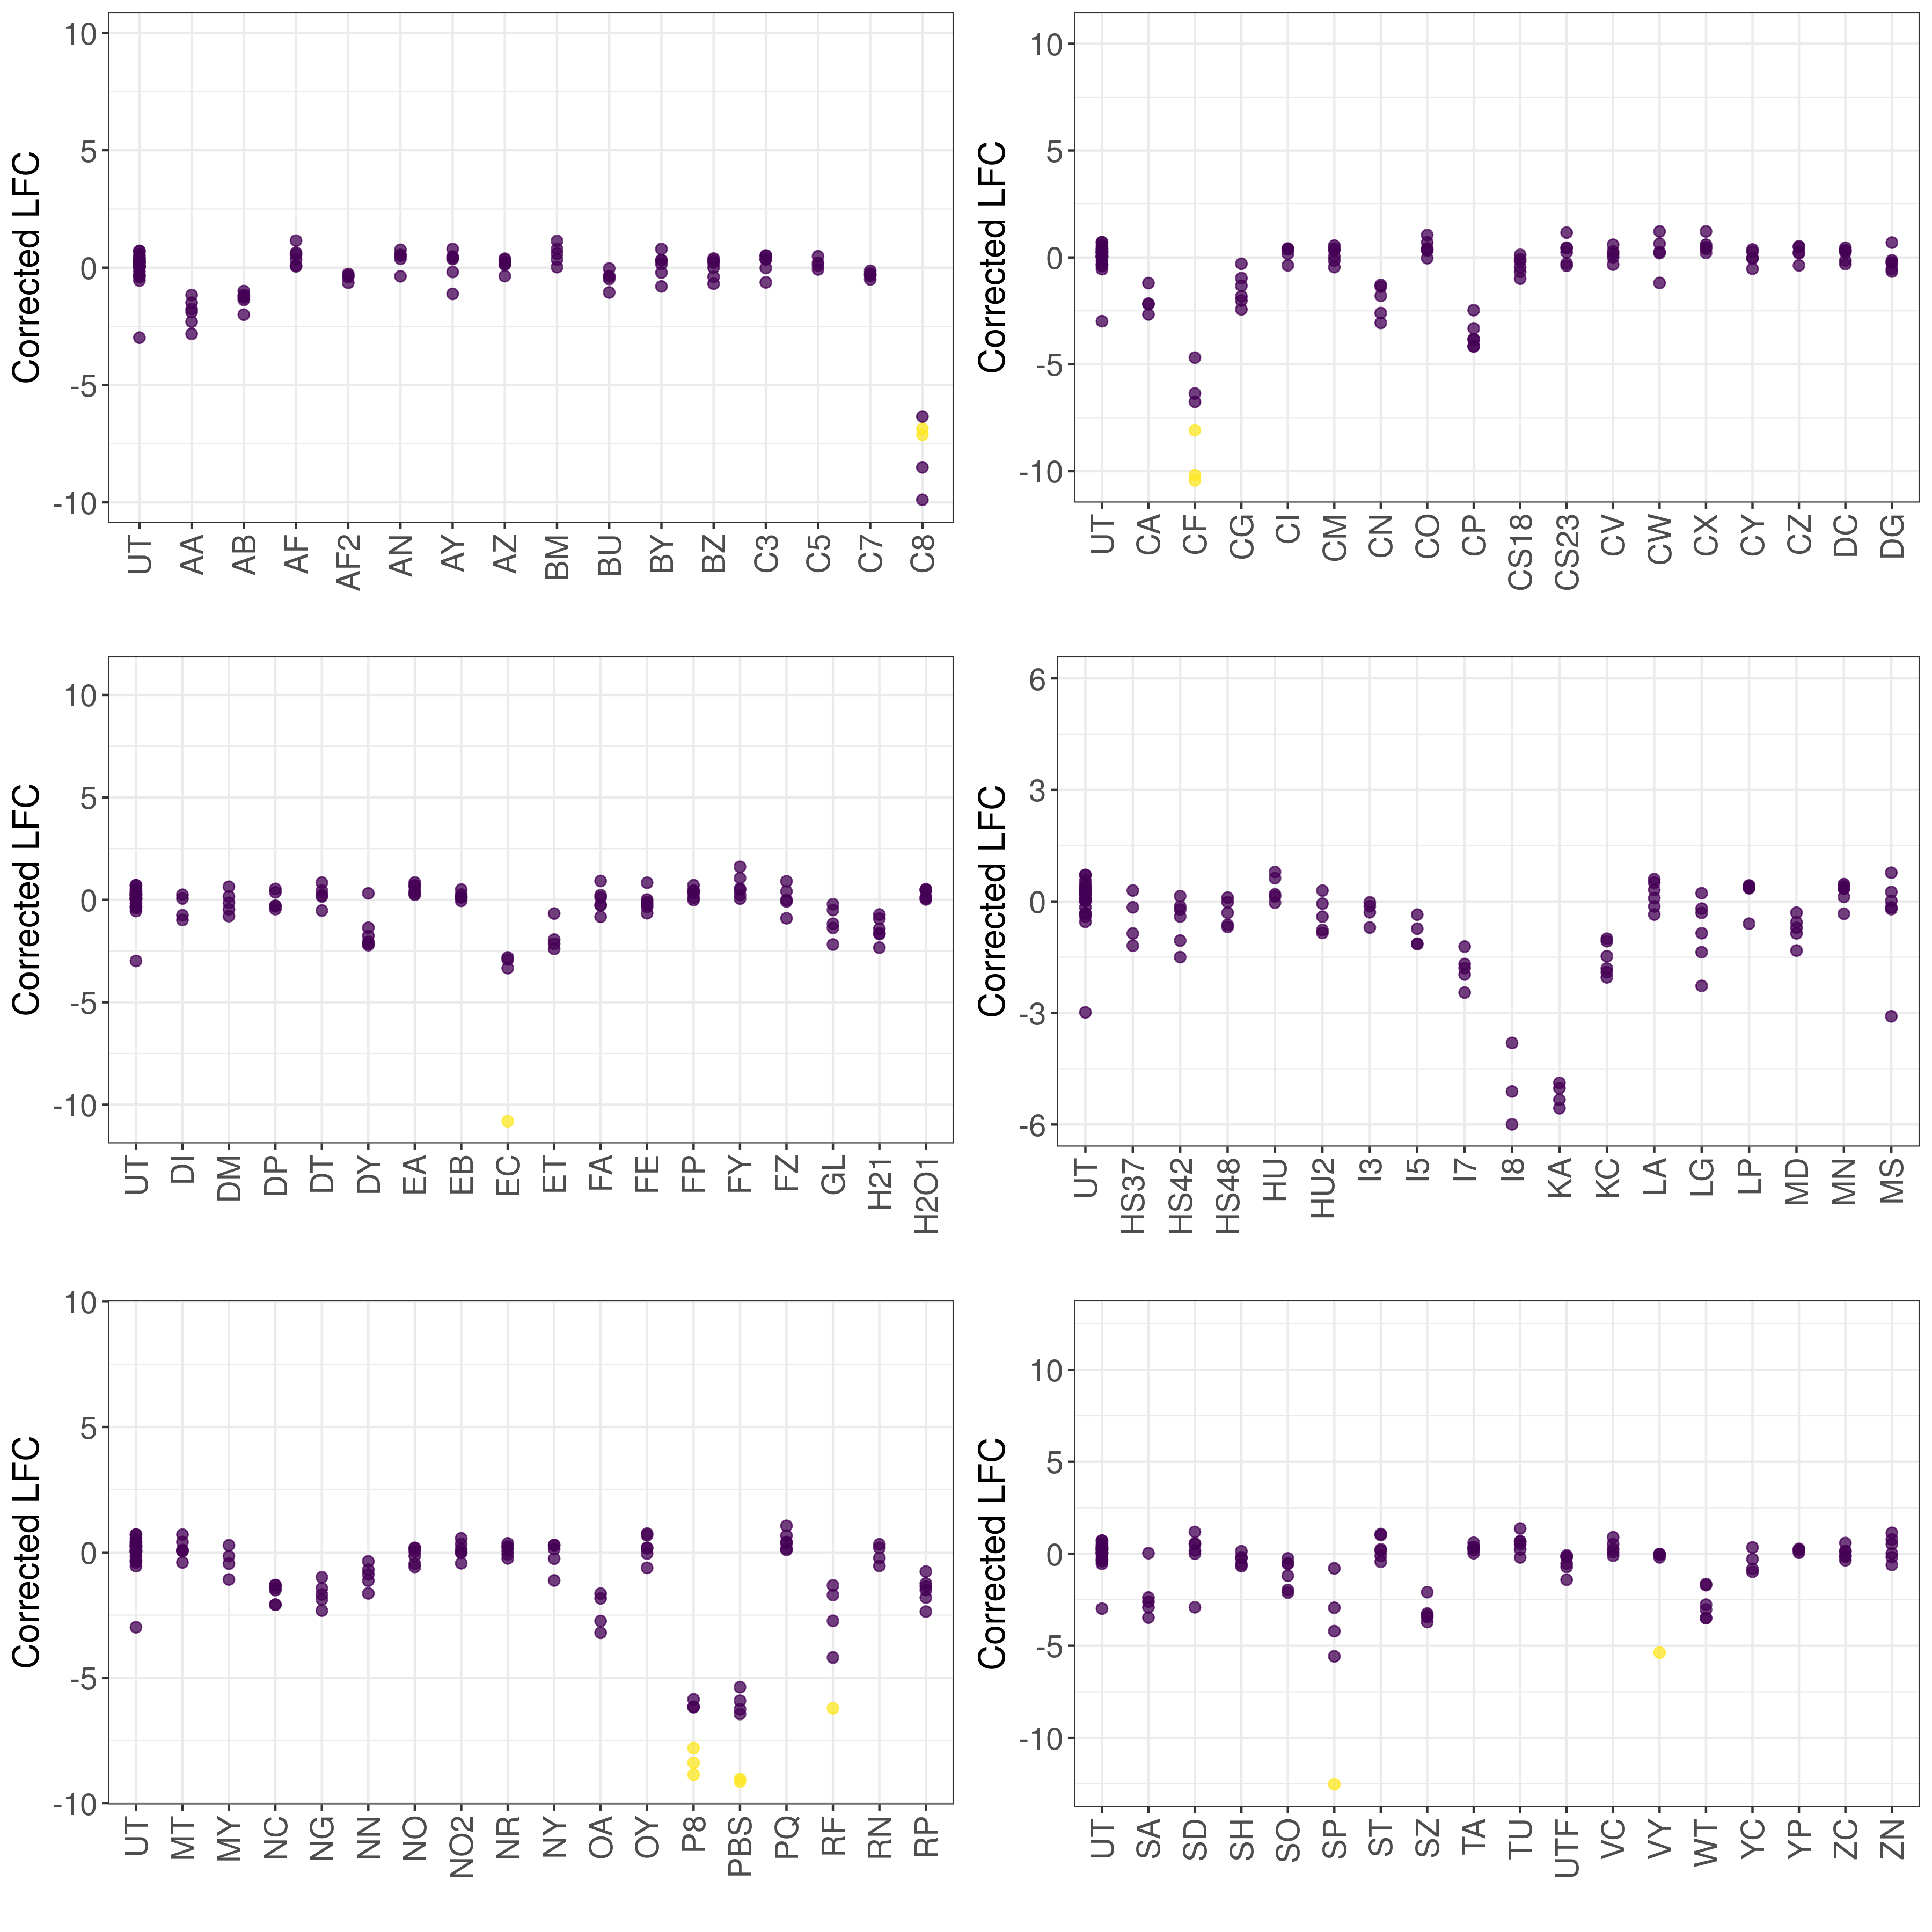 Corrected LFC
10
5
0
-5
-10
UT AA AB AF AF2 AN AY AZ BM BU BY BZ C3 C5 C7 C8
Corrected LFC
10
5
0
-5
-10
UT CA CF CG CI CM CN CO CP CS18 CS23 CV CW CX CY CZ DC DG
Corrected LFC
10
5
0
-5
-10
UT DI DM DP DT DY EA EB EC ET FA FE FP FY FZ GL H21 H2O1
Corrected LFC
6
3
0
-3
-6
UT HS37 HS42 HS48 HU HU2 I3 I5 I7 I8 KA KC LA LG LP MD MN MS
Corrected LFC
10
5
0
-5
-10
UT MT MY NC NG NN NO NO2 NR NY OA OY P8 PBS PQ RF RN RP
Corrected LFC
10
5
0
-5
-10
UT SA SD SH SO SP ST SZ TA TU UTF VC VY WT YC YP ZC ZN